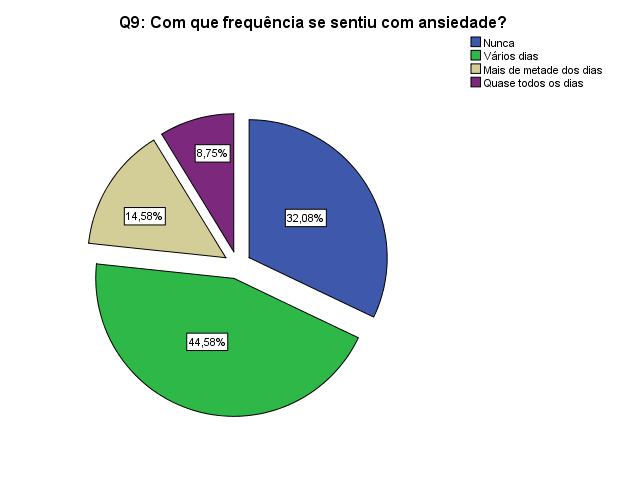 Q9: Com que frequência se sentiu com ansiedade?
Nunca
Vários dias
Mais de metade dos dias
Quase todos os dias
8,75%
14,58%
32,08%
44,58%